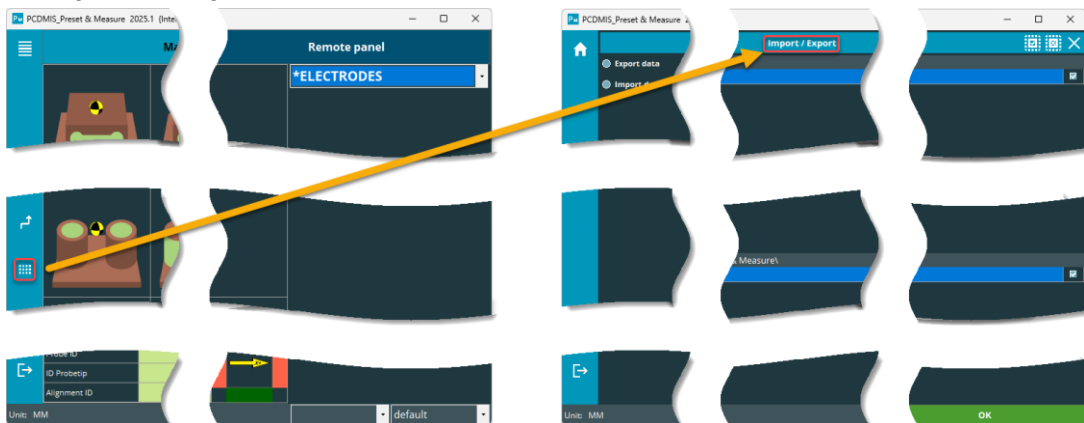 PCDMIS_Preset & Measure 2025.1 (Inte
MA
Remote panel
*ELECTRODES
ID Probetip
Alignment ID
Unit: MM
default
PCDMIS_Preset & Measure
Import / Export
Export data
Import d
& Measure\
Unit: MM
OK